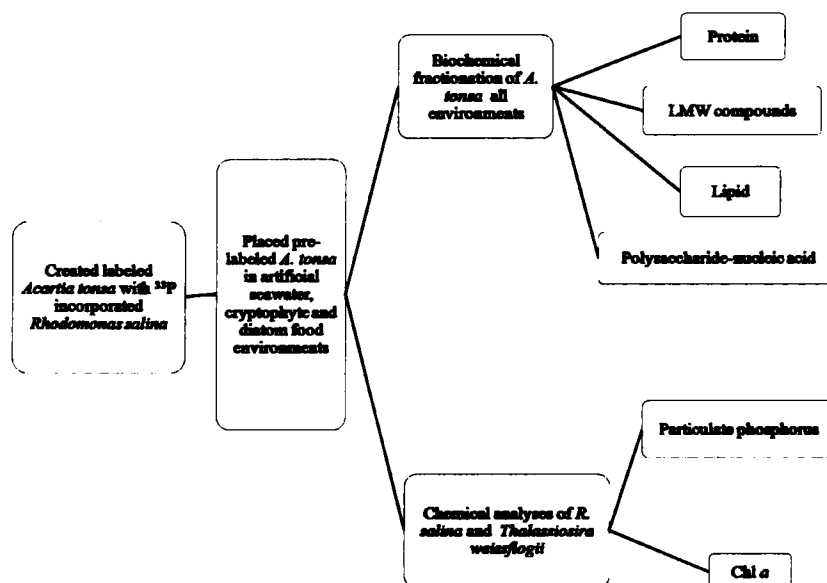 Created labeled
Acartia tonsa with ³³P
incorporated
Rhodomonas salina
Placed pre-
labeled A. tonsa
in artificial
seawater,
cryptophyte and
diatom food
environments
Biochemical
fractionation of A.
tonsa all
environments
Protein
LMW compounds
Lipid
Polysaccharide-nucleic acid
Chemical analyses of R.
salina and Thalassiosira
weissflogii
Particulate phosphorus
Chl a